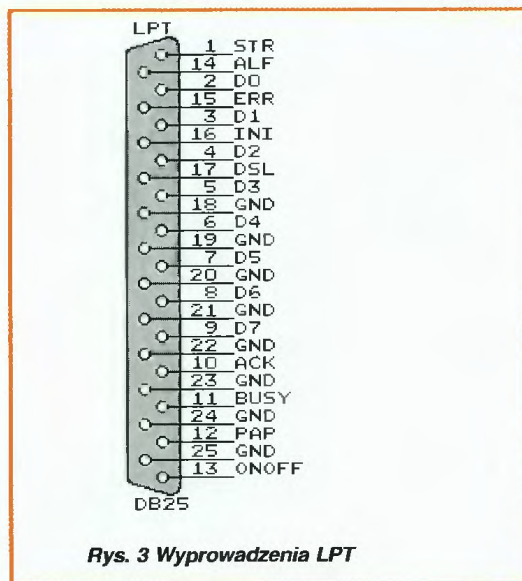 LPT
1 STR
14 ALF
2 D0
15 ERR
3 D1
16 INI
4 D2
17 DSL
5 D3
18 GND
6 D4
19 GND
7 D5
20 GND
8 D6
21 GND
9 D7
22 GND
10 ACK
23 GND
11 BUSY
24 GND
12 PAP
25 GND
13 ONOFF
DB25
Rys. 3 Wyprowadzenia LPT